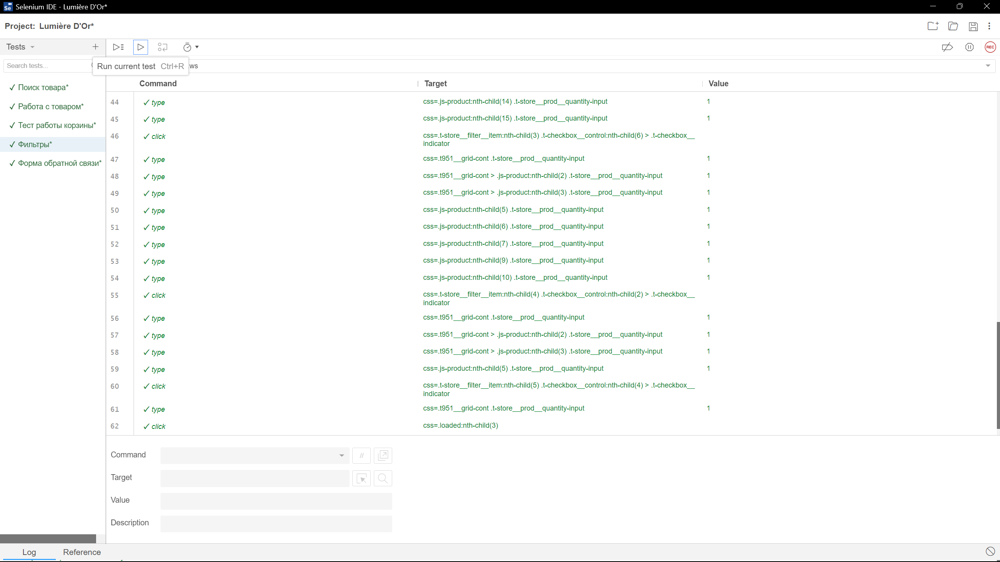 Selenium IDE - Lumière D'Or*
Project: Lumière D'Or*
Tests
REC
Search tests...
Run current test Ctrl+R
ws
Command Target Value
Поиск товара*
Работа с товаром*
Тест работы корзины*
Фильтры*
Форма обратной связи*
44 ✓ type css=.js-product:nth-child(14) .t-store__prod__quantity-input 1
45 ✓ type css=.js-product:nth-child(15) .t-store__prod__quantity-input 1
46 ✓ click css=.t-store__filter__item:nth-child(3) .t-checkbox__control:nth-child(6) > .t-checkbox__
indicator
47 ✓ type css=.t951__grid-cont .t-store__prod__quantity-input 1
48 ✓ type css=.t951__grid-cont > .js-product:nth-child(2) .t-store__prod__quantity-input 1
49 ✓ type css=.t951__grid-cont > .js-product:nth-child(3) .t-store__prod__quantity-input 1
50 ✓ type css=.js-product:nth-child(5) .t-store__prod__quantity-input 1
51 ✓ type css=.js-product:nth-child(6) .t-store__prod__quantity-input 1
52 ✓ type css=.js-product:nth-child(7) .t-store__prod__quantity-input 1
53 ✓ type css=.js-product:nth-child(9) .t-store__prod__quantity-input 1
54 ✓ type css=.js-product:nth-child(10) .t-store__prod__quantity-input 1
55 ✓ click css=.t-store__filter__item:nth-child(4) .t-checkbox__control:nth-child(2) > .t-checkbox__
indicator
56 ✓ type css=.t951__grid-cont .t-store__prod__quantity-input 1
57 ✓ type css=.t951__grid-cont > .js-product:nth-child(2) .t-store__prod__quantity-input 1
58 ✓ type css=.t951__grid-cont > .js-product:nth-child(3) .t-store__prod__quantity-input 1
59 ✓ type css=.js-product:nth-child(5) .t-store__prod__quantity-input 1
60 ✓ click css=.t-store__filter__item:nth-child(5) .t-checkbox__control:nth-child(4) > .t-checkbox__
indicator
61 ✓ type css=.t951__grid-cont .t-store__prod__quantity-input 1
62 ✓ click css=.loaded:nth-child(3)
Command //
Target
Value
Description
Log Reference